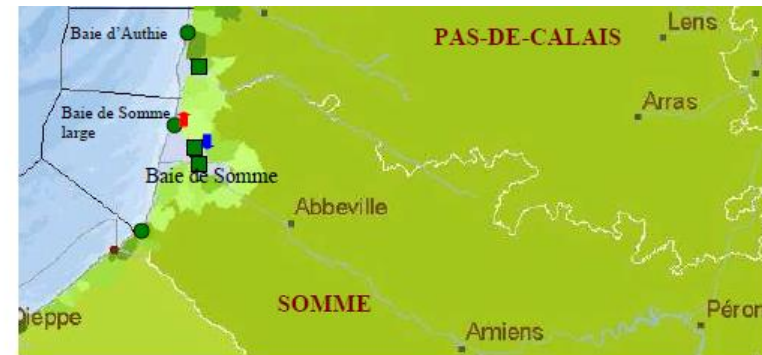 Baie d'Authie
PAS-DE-CALAIS
Lens
Baie de Somme
large
Arras
Baie de Somme
Abbeville
SOMME
Dieppe
Amiens
Péron